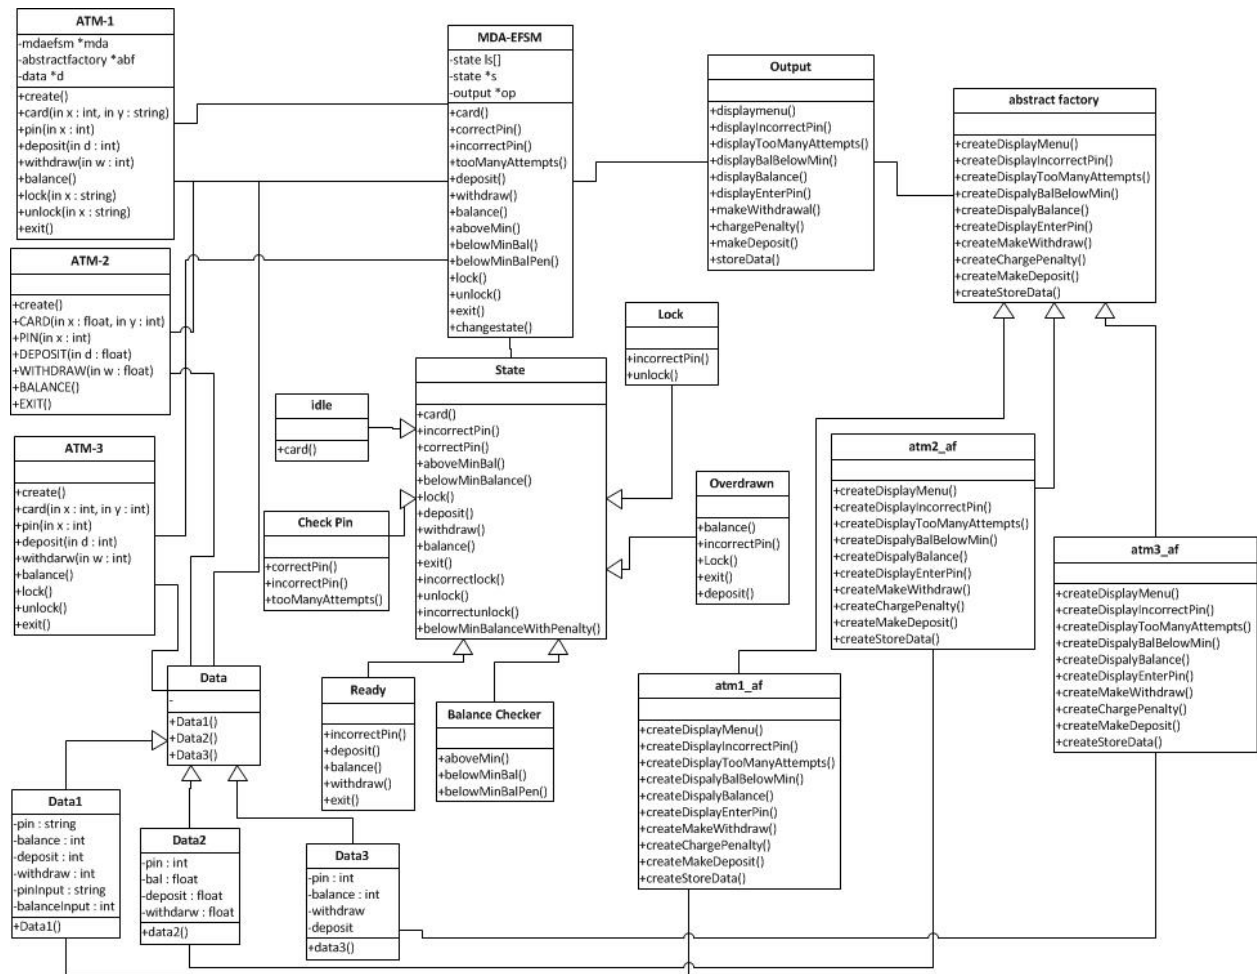 ATM-1
-mdaefsm *mda
-abstractfactory *abf
-data *d
+create()
+card(in x : int, in y : string)
+pin(in x : int)
+deposit(in d : int)
+withdraw(in w : int)
+balance()
+lock(in x : string)
+unlock(in x : string)
+exit()
ATM-2
+create()
+CARD(in x : float, in y : int)
+PIN(in x : int)
+DEPOSIT(in d : float)
+WITHDRAW(in w : float)
+BALANCE()
+EXIT()
ATM-3
+create()
+card(in x : int, in y : int)
+pin(in x : int)
+deposit(in d : int)
+withdarw(in w : int)
+balance()
+lock()
+unlock()
+exit()
MDA-EFSM
-state ls[]
-state *s
-output *op
+card()
+correctPin()
+incorrectPin()
+tooManyAttempts()
+deposit()
+withdraw()
+balance()
+aboveMin()
+belowMinBal()
+belowMinBalPen()
+lock()
+unlock()
+exit()
+changestate()
Output
+displaymenu()
+displayIncorrectPin()
+displayTooManyAttempts()
+displayBalBelowMin()
+displayBalance()
+displayEnterPin()
+makeWithdrawal()
+chargePenalty()
+makeDeposit()
+storeData()
abstract factory
+createDisplayMenu()
+createDisplayIncorrectPin()
+createDisplayTooManyAttempts()
+createDispalyBalBelowMin()
+createDispalyBalance()
+createDisplayEnterPin()
+createMakeWithdraw()
+createChargePenalty()
+createMakeDeposit()
+createStoreData()
Lock
+incorrectPin()
+unlock()
State
+card()
+incorrectPin()
+correctPin()
+aboveMinBal()
+belowMinBalance()
+lock()
+deposit()
+withdraw()
+balance()
+exit()
+incorrectlock()
+unlock()
+incorrectunlock()
+belowMinBalanceWithPenalty()
idle
+card()
Check Pin
+correctPin()
+incorrectPin()
+tooManyAttempts()
Overdrawn
+balance()
+incorrectPin()
+Lock()
+exit()
+deposit()
atm2_af
+createDisplayMenu()
+createDisplayIncorrectPin()
+createDisplayTooManyAttempts()
+createDispalyBalBelowMin()
+createDispalyBalance()
+createDisplayEnterPin()
+createMakeWithdraw()
+createChargePenalty()
+createMakeDeposit()
+createStoreData()
atm3_af
+createDisplayMenu()
+createDisplayIncorrectPin()
+createDisplayTooManyAttempts()
+createDispalyBalBelowMin()
+createDispalyBalance()
+createDisplayEnterPin()
+createMakeWithdraw()
+createChargePenalty()
+createMakeDeposit()
+createStoreData()
Data
-
+Data1()
+Data2()
+Data3()
Ready
+incorrectPin()
+deposit()
+balance()
+withdraw()
+exit()
Balance Checker
+aboveMin()
+belowMinBal()
+belowMinBalPen()
atm1_af
+createDisplayMenu()
+createDisplayIncorrectPin()
+createDisplayTooManyAttempts()
+createDispalyBalBelowMin()
+createDispalyBalance()
+createDisplayEnterPin()
+createMakeWithdraw()
+createChargePenalty()
+createMakeDeposit()
+createStoreData()
Data1
-pin : string
-balance : int
-deposit : int
-withdraw : int
-pinInput : string
-balanceInput : int
+Data1()
Data2
-pin : int
-bal : float
-deposit : float
-withdarw : float
+data2()
Data3
-pin : int
-balance : int
-withdraw
-deposit
+data3()